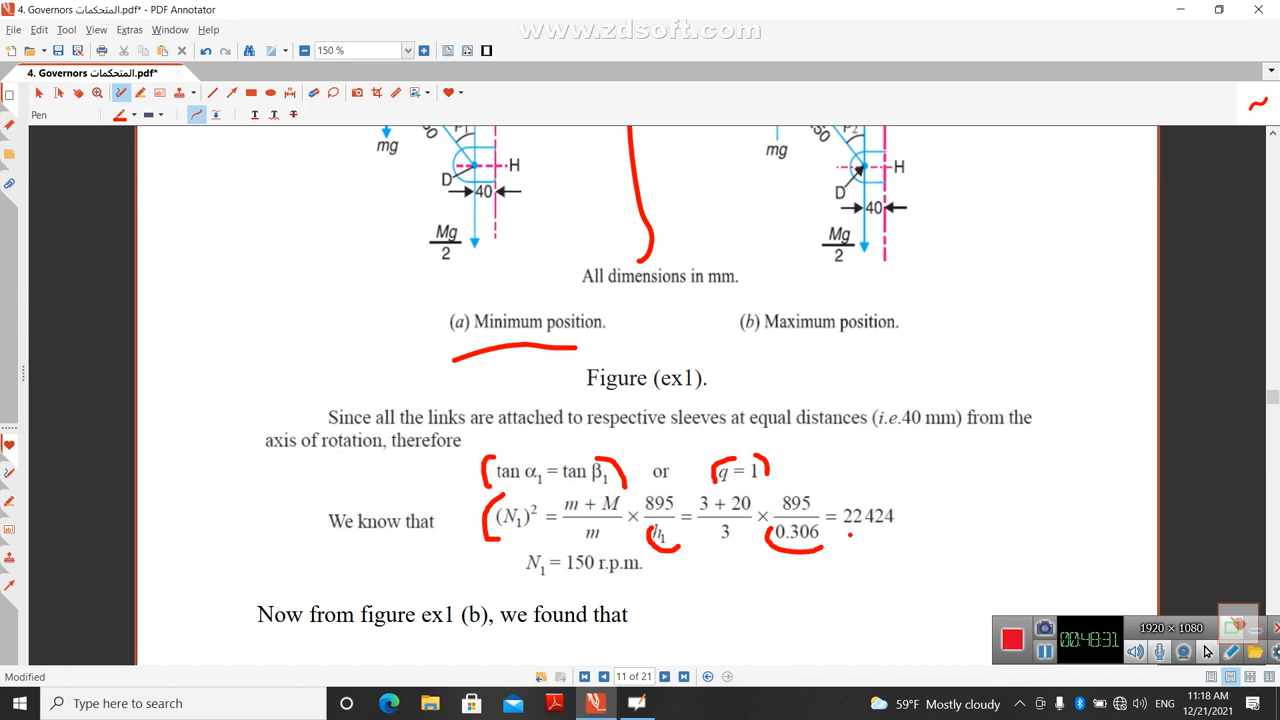 4. Governors المتحكمات.pdf* - PDF Annotator
www.zdsoft.com
File Edit Tool View Extras Window Help
150 %
4. Governors المتحكمات.pdf*
Pen
mg
D
H
40
Mg
2
mg
D
H
40
Mg
2
All dimensions in mm.
(a) Minimum position.
(b) Maximum position.
Figure (ex1).
Since all the links are attached to respective sleeves at equal distances (i.e.40 mm) from the
axis of rotation, therefore
tan α₁ = tan β₁ or q = 1
We know that (N₁)² = (m + M)/m × 895/h₁ = (3 + 20)/3 × 895/0.306 = 22 424
N₁ = 150 r.p.m.
Now from figure ex1 (b), we found that
1920 × 1080
00:48:31
Modified
11 of 21
Type here to search
59°F Mostly cloudy
ENG
11:18 AM
12/21/2021